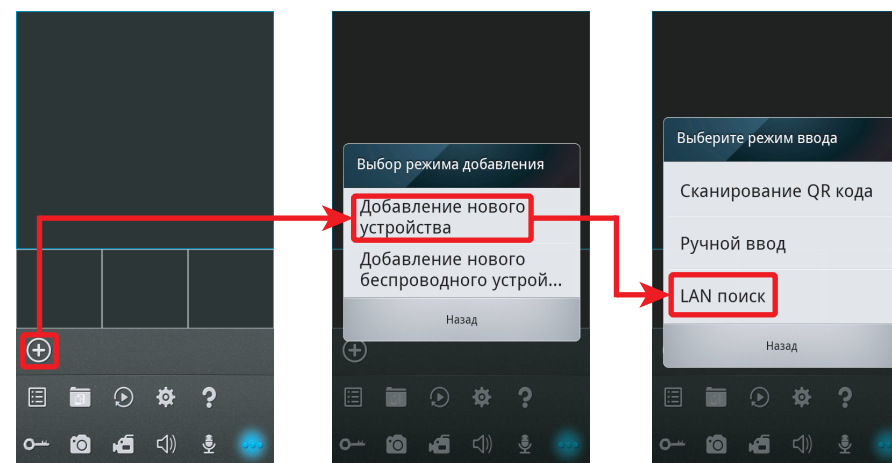 Выбор режима добавления
Добавление нового
устройства
Добавление нового
беспроводного устрой...
Назад
Выберите режим ввода
Сканирование QR кода
Ручной ввод
LAN поиск
Назад